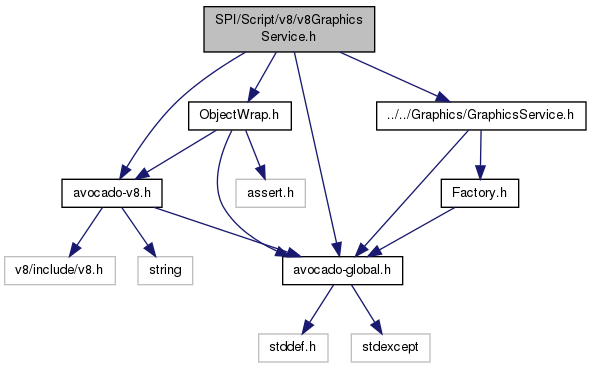 SPI/Script/v8/v8Graphics
Service.h
ObjectWrap.h
../../Graphics/GraphicsService.h
avocado-v8.h
assert.h
Factory.h
v8/include/v8.h
string
avocado-global.h
stddef.h
stdexcept